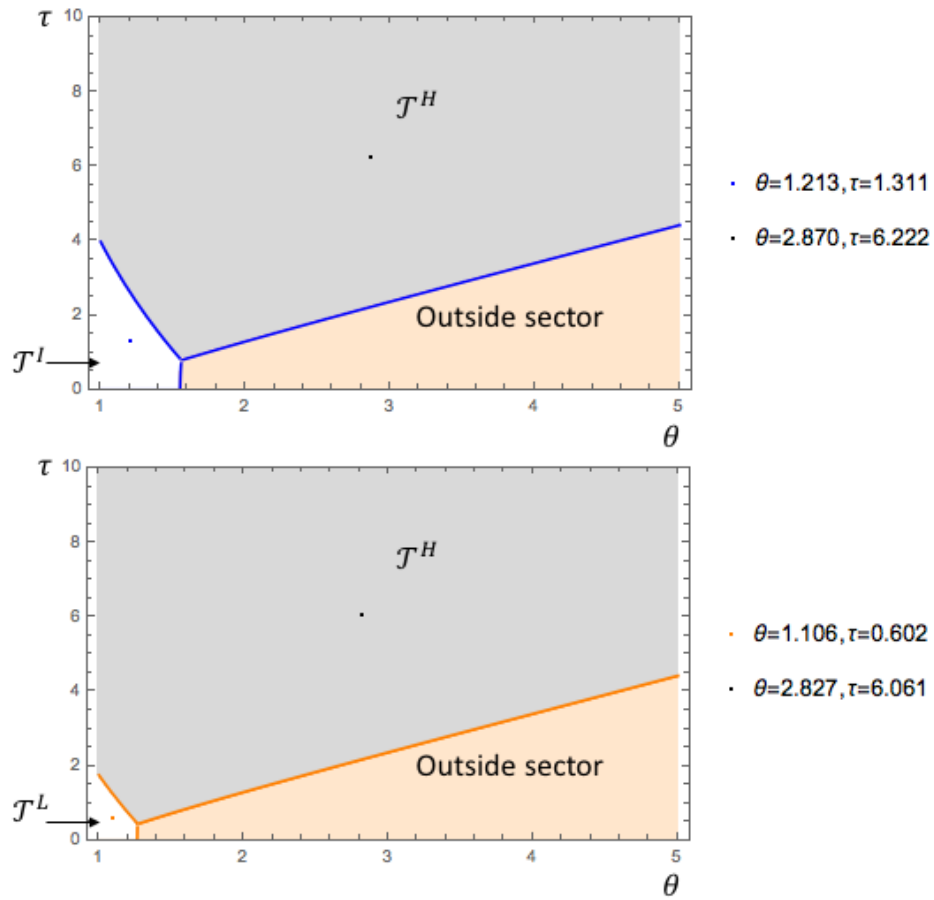 τ
10
8
𝒯^H
6
θ=1.213,τ=1.311
θ=2.870,τ=6.222
4
2
Outside sector
𝒯^I
0
1 2 3 4 5
θ
τ
10
8
𝒯^H
6
θ=1.106,τ=0.602
θ=2.827,τ=6.061
4
2
Outside sector
𝒯^L
0
1 2 3 4 5
θ